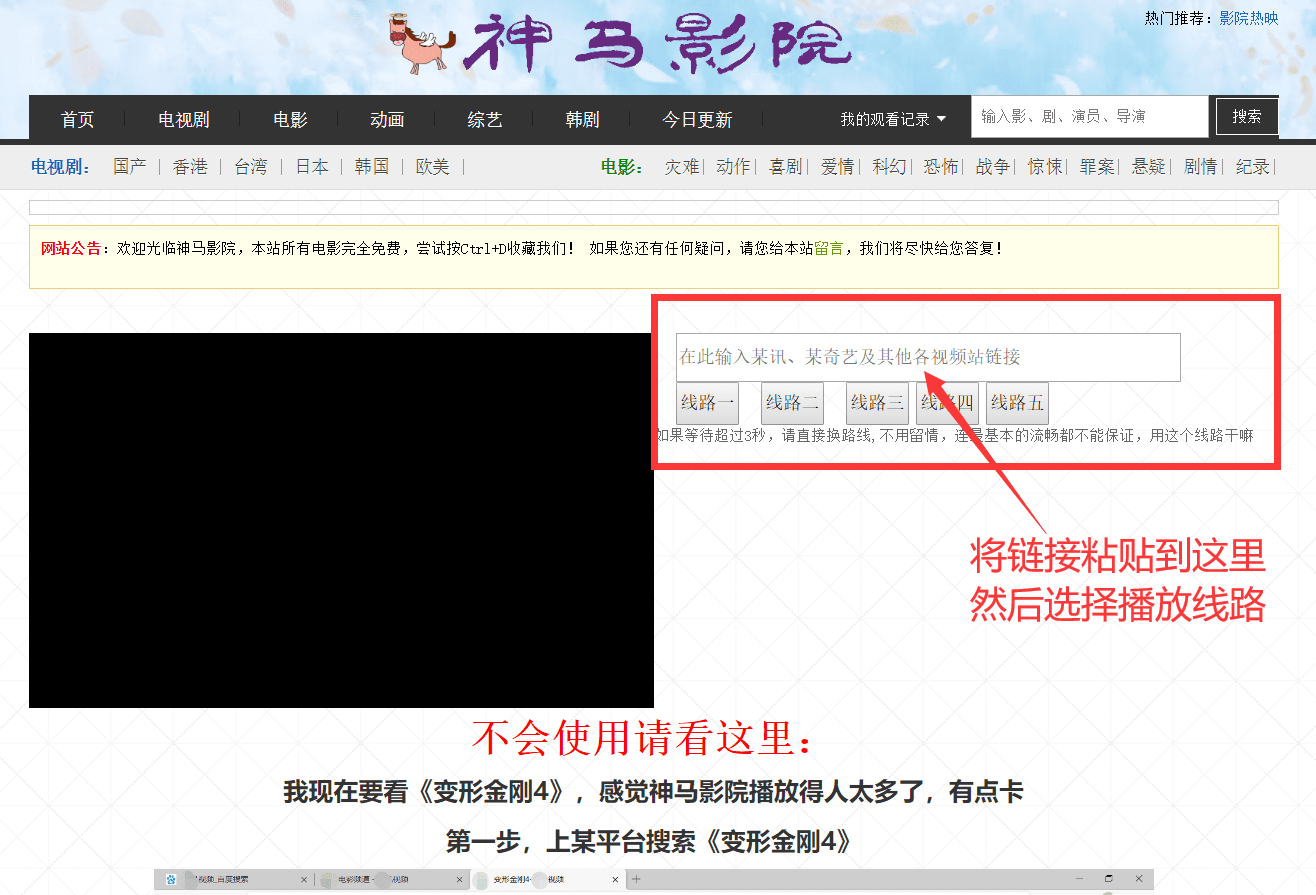 热门推荐：影院热映
神马影院
首页 电视剧 电影 动画 综艺 韩剧 今日更新 我的观看记录 输入影、剧、演员、导演 搜索
电视剧： 国产 | 香港 | 台湾 | 日本 | 韩国 | 欧美 | 电影： 灾难| 动作| 喜剧| 爱情| 科幻| 恐怖| 战争| 惊悚| 罪案| 悬疑| 剧情| 纪录|
网站公告：欢迎光临神马影院，本站所有电影完全免费，尝试按Ctrl+D收藏我们！ 如果您还有任何疑问，请您给本站留言，我们将尽快给您答复！
在此输入某讯、某奇艺及其他各视频站链接
线路一 线路二 线路三 线路四 线路五
如果等待超过3秒，请直接换路线,不用留情，连最基本的流畅都不能保证，用这个线路干嘛
将链接粘贴到这里
然后选择播放线路
不会使用请看这里：
我现在要看《变形金刚4》，感觉神马影院播放得人太多了，有点卡
第一步，上某平台搜索《变形金刚4》
视频_百度搜索 电影频道 - 视频 变形金刚4- 视频